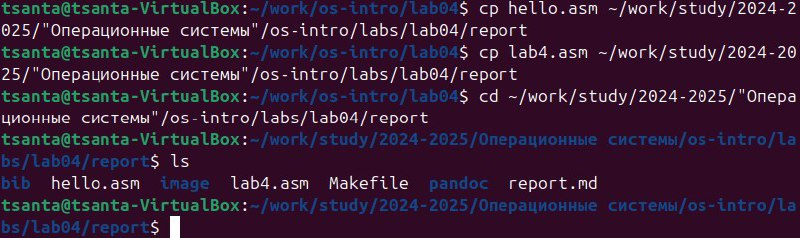 tsanta@tsanta-VirtualBox:~/work/os-intro/lab04$ cp hello.asm ~/work/study/2024-2
025/"Операционные системы"/os-intro/labs/lab04/report
tsanta@tsanta-VirtualBox:~/work/os-intro/lab04$ cp lab4.asm ~/work/study/2024-20
25/"Операционные системы"/os-intro/labs/lab04/report
tsanta@tsanta-VirtualBox:~/work/os-intro/lab04$ cd ~/work/study/2024-2025/"Опера
ционные системы"/os-intro/labs/lab04/report
tsanta@tsanta-VirtualBox:~/work/study/2024-2025/Операционные системы/os-intro/la
bs/lab04/report$ ls
bib  hello.asm  image  lab4.asm  Makefile  pandoc  report.md
tsanta@tsanta-VirtualBox:~/work/study/2024-2025/Операционные системы/os-intro/la
bs/lab04/report$